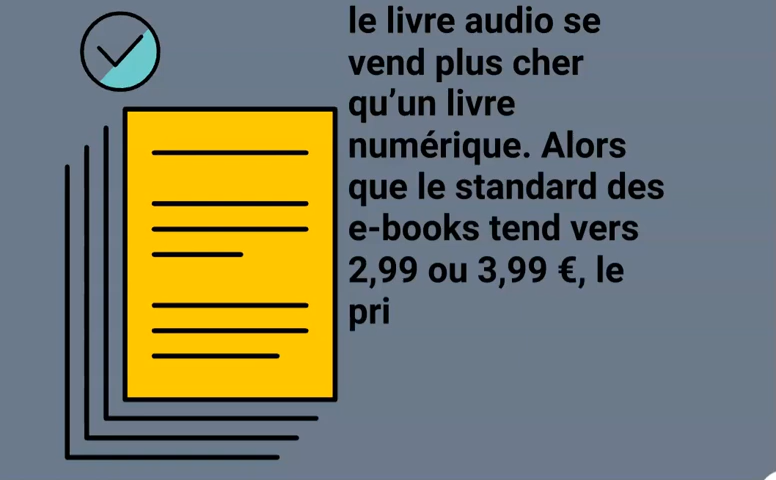 le livre audio se
vend plus cher
qu’un livre
numérique. Alors
que le standard des
e-books tend vers
2,99 ou 3,99 €, le
pri